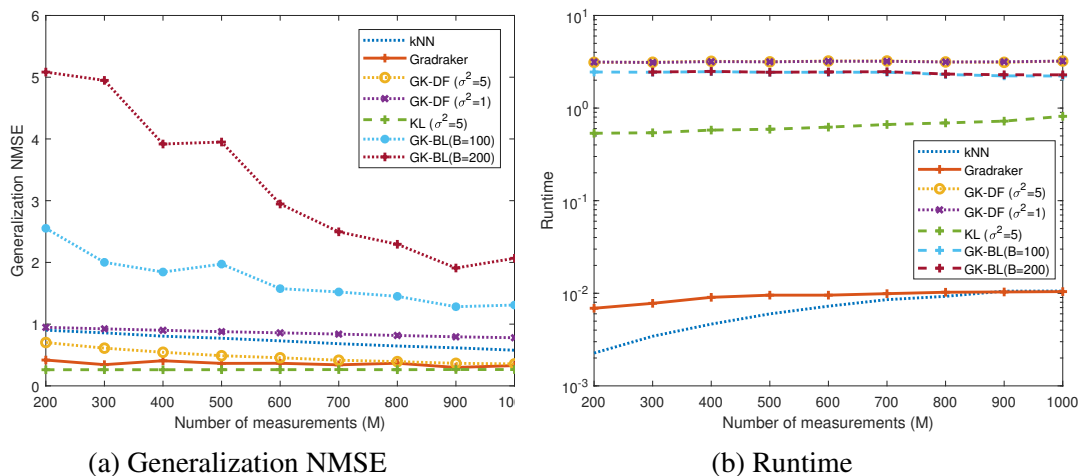 6
5
4
3
2
1
0
Generalization NMSE
200 300 400 500 600 700 800 900 100
Number of measurements (M)
kNN
Gradraker
GK-DF (σ²=5)
GK-DF (σ²=1)
KL (σ²=5)
GK-BL(B=100)
GK-BL(B=200)
(a) Generalization NMSE
10¹
10⁰
10⁻¹
10⁻²
10⁻³
Runtime
200 300 400 500 600 700 800 900 1000
Number of measurements (M)
kNN
Gradraker
GK-DF (σ²=5)
GK-DF (σ²=1)
KL (σ²=5)
GK-BL(B=100)
GK-BL(B=200)
(b) Runtime